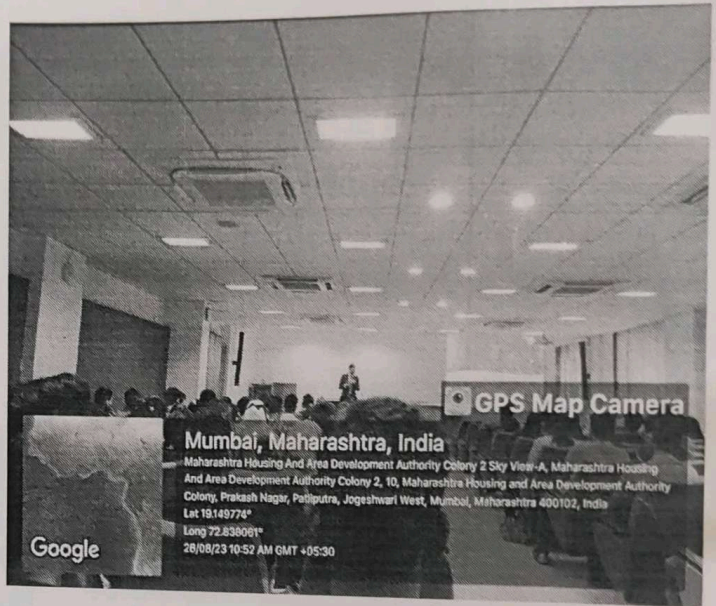 GPS Map Camera
Mumbai, Maharashtra, India
Maharashtra Housing And Area Development Authority Colony 2 Sky View-A, Maharashtra Housing
And Area Development Authority Colony 2, 10, Maharashtra Housing and Area Development Authority
Colony, Prakash Nagar, Patliputra, Jogeshwari West, Mumbai, Maharashtra 400102, India
Lat 19.149774°
Long 72.838061°
26/08/23 10:52 AM GMT +05:30
Google